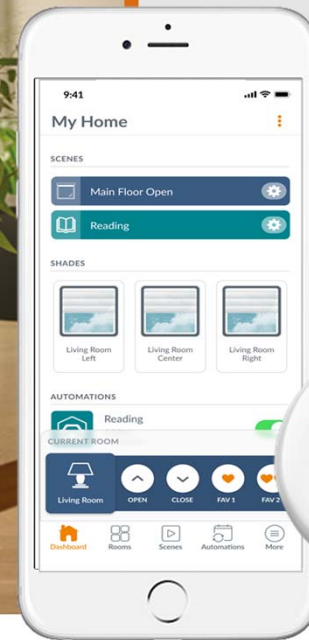 9:41
My Home
SCENES
Main Floor Open
Reading
SHADES
Living Room
Left
Living Room
Center
Living Room
Right
AUTOMATIONS
Reading
CURRENT ROOM
Living Room
OPEN
CLOSE
FAV 1
FAV 2
Dashboard
Rooms
Scenes
Automations
More